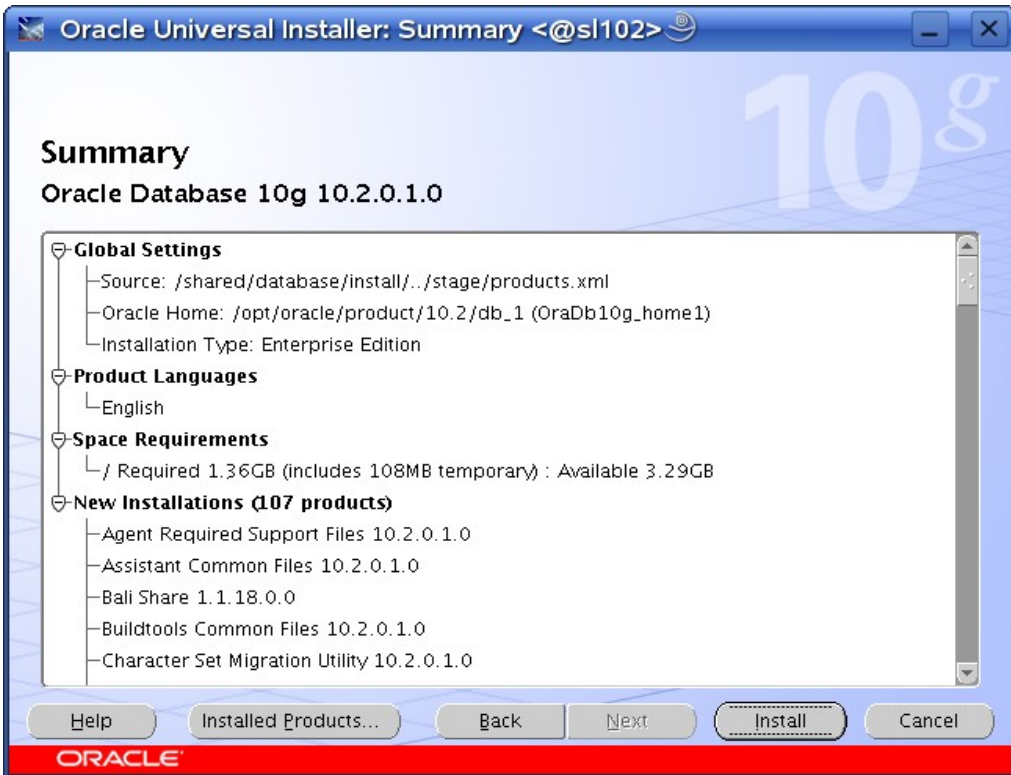 Oracle Universal Installer: Summary <@sl102>
10g
Summary
Oracle Database 10g 10.2.0.1.0
Global Settings
Source: /shared/database/install/../stage/products.xml
Oracle Home: /opt/oracle/product/10.2/db_1 (OraDb10g_home1)
Installation Type: Enterprise Edition
Product Languages
English
Space Requirements
/ Required 1.36GB (includes 108MB temporary) : Available 3.29GB
New Installations (107 products)
Agent Required Support Files 10.2.0.1.0
Assistant Common Files 10.2.0.1.0
Bali Share 1.1.18.0.0
Buildtools Common Files 10.2.0.1.0
Character Set Migration Utility 10.2.0.1.0
Help Installed Products... Back Next Install Cancel
ORACLE